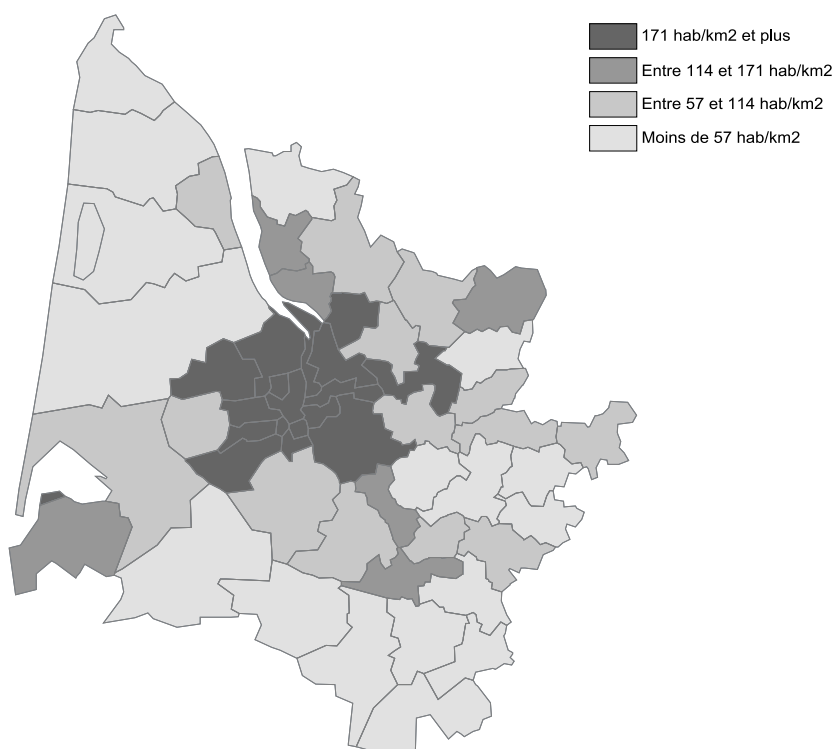 171 hab/km2 et plus
Entre 114 et 171 hab/km2
Entre 57 et 114 hab/km2
Moins de 57 hab/km2